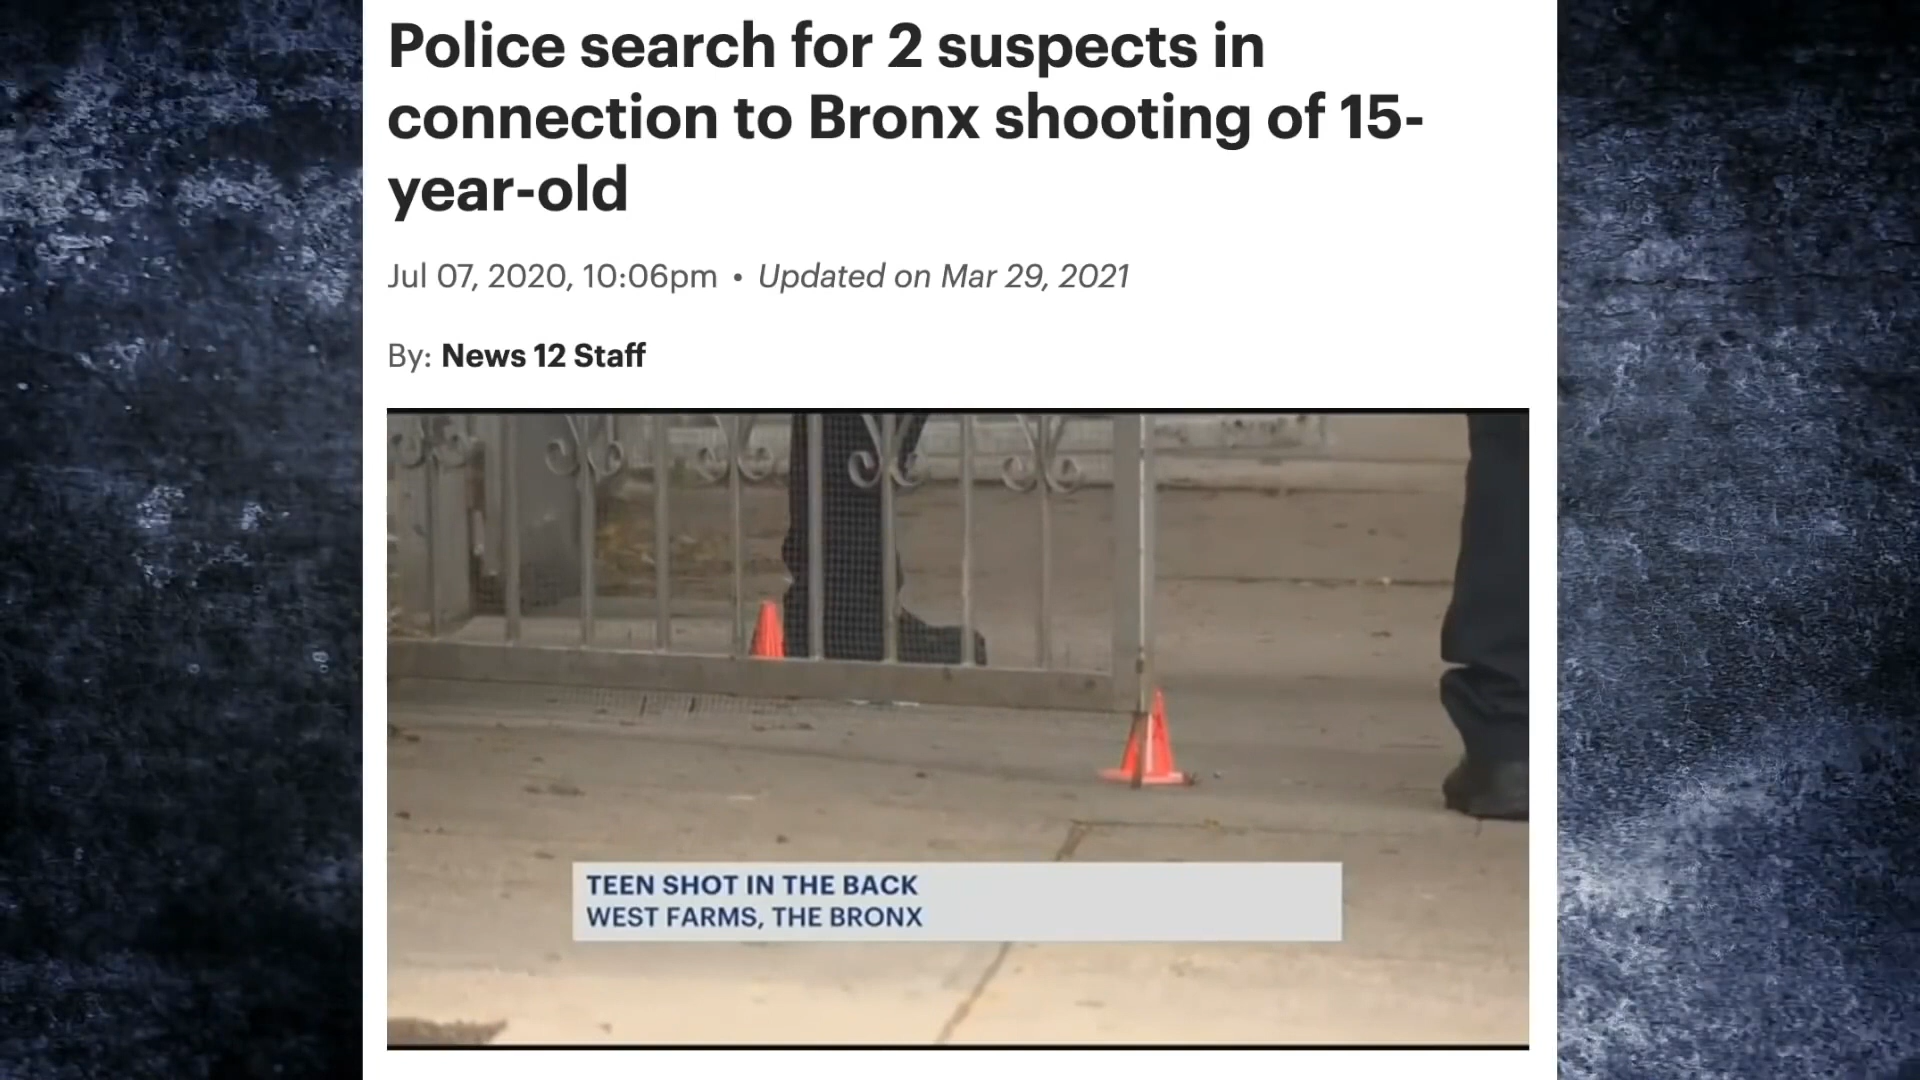 Police search for 2 suspects in
connection to Bronx shooting of 15-
year-old
Jul 07, 2020, 10:06pm • Updated on Mar 29, 2021
By: News 12 Staff
TEEN SHOT IN THE BACK
WEST FARMS, THE BRONX